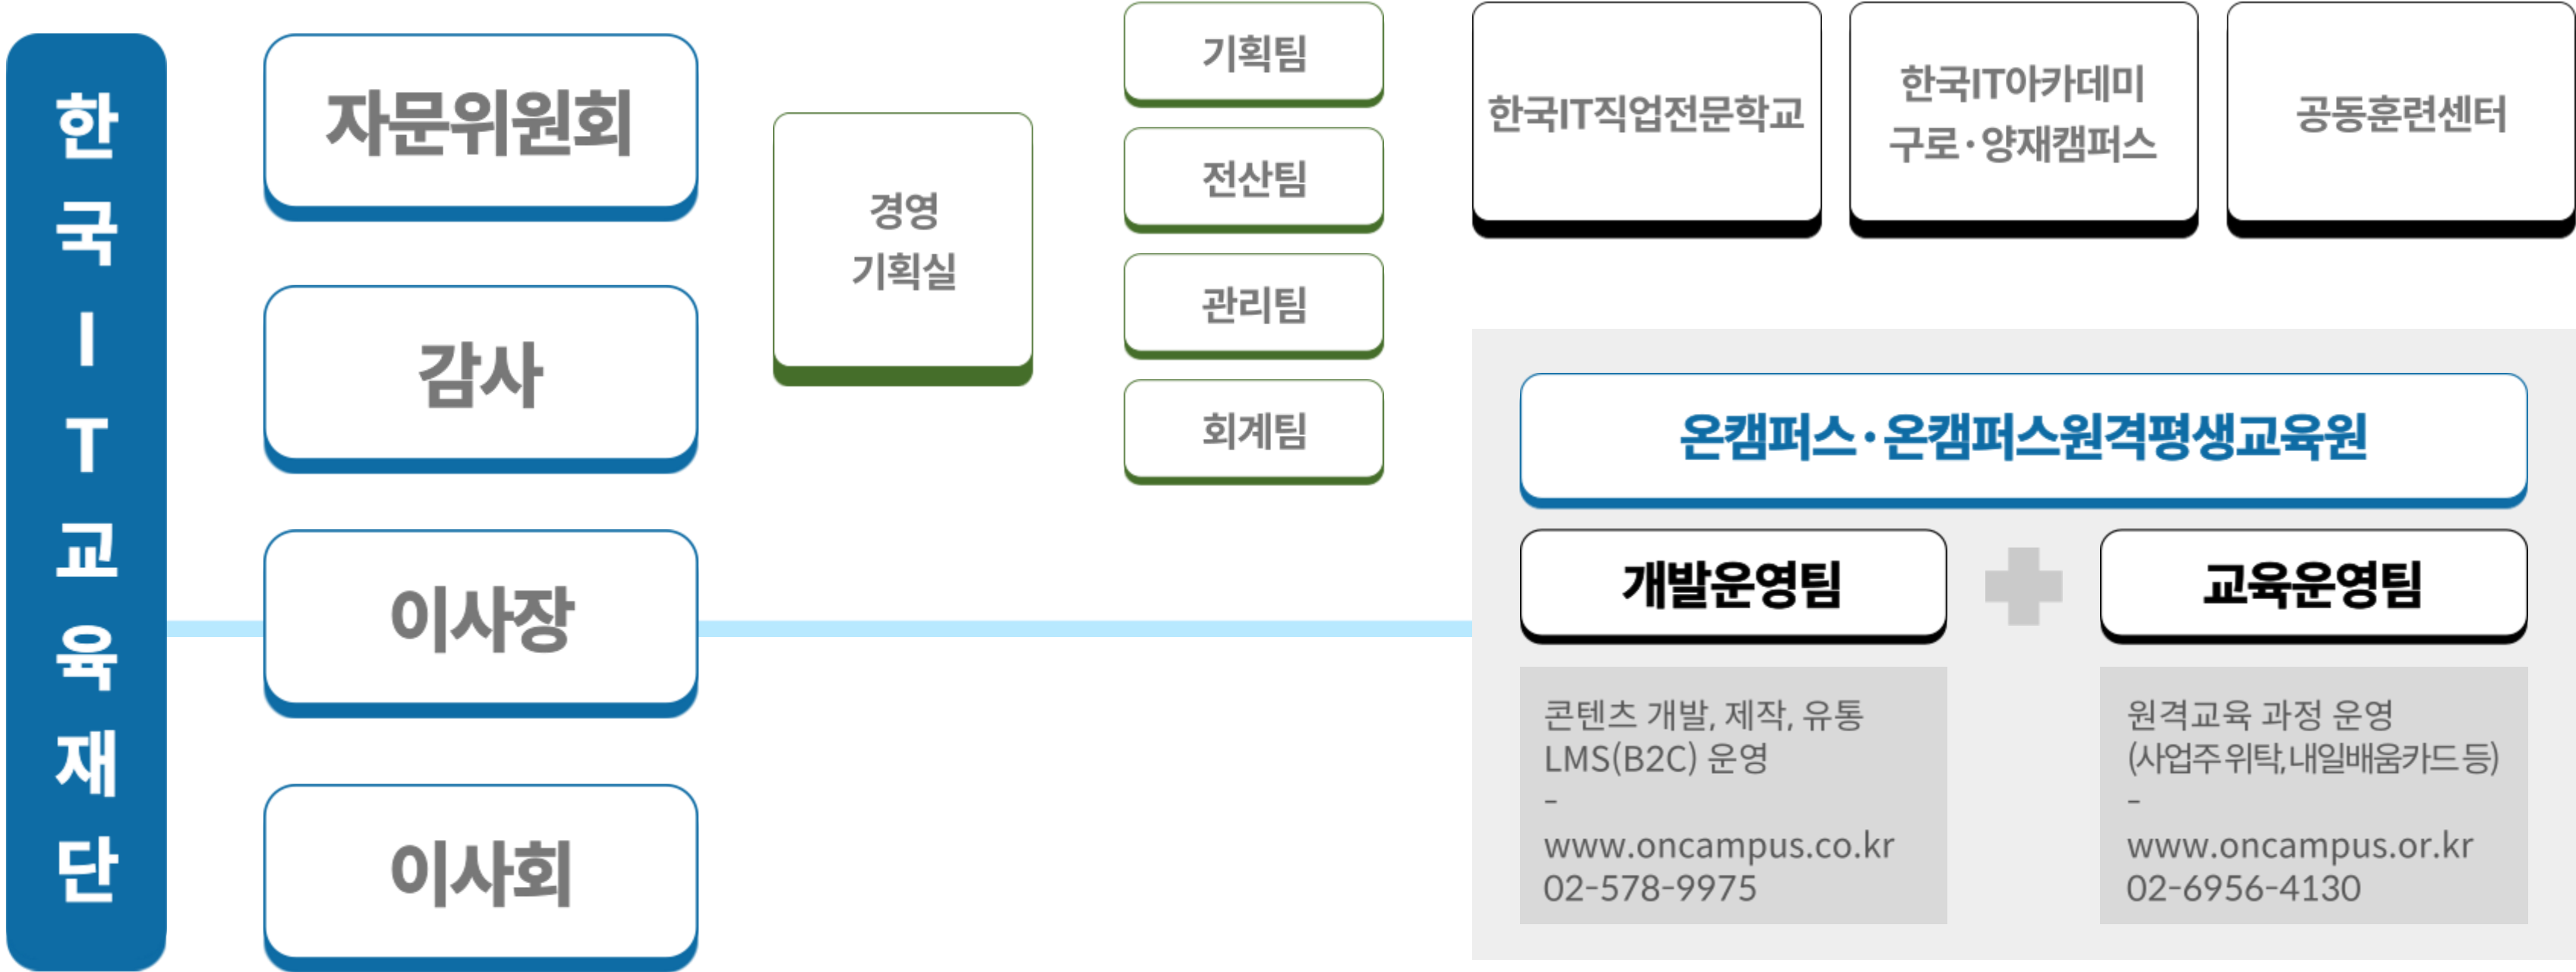 한국IT교육재단
자문위원회
감사
이사장
이사회
경영
기획실
기획팀
전산팀
관리팀
회계팀
한국IT직업전문학교
한국IT아카데미
구로·양재캠퍼스
공동훈련센터
온캠퍼스·온캠퍼스원격평생교육원
개발운영팀
콘텐츠 개발, 제작, 유통
LMS(B2C) 운영
-
www.oncampus.co.kr
02-578-9975
교육운영팀
원격교육 과정 운영
(사업주 위탁, 내일배움카드 등)
-
www.oncampus.or.kr
02-6956-4130